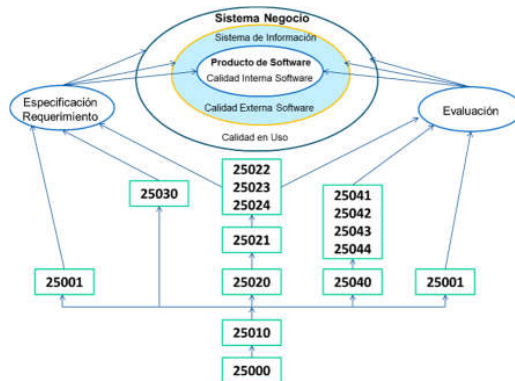 Sistema Negocio
Sistema de Información
Producto de Software
Calidad Interna Software
Calidad Externa Software
Calidad en Uso
Especificación
Requerimiento
Evaluación
25022
25023
25024
25030
25041
25042
25043
25044
25021
25001
25020
25040
25001
25010
25000